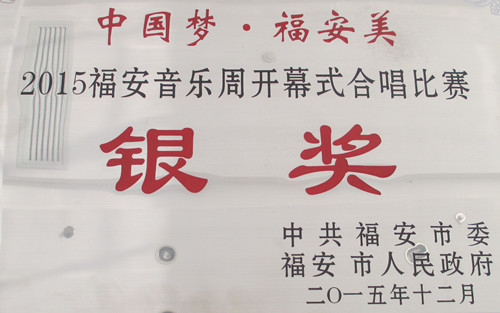 中国梦·福安美
2015福安音乐周开幕式合唱比赛
银奖
中共福安市委
福安市人民政府
二〇一五年十二月